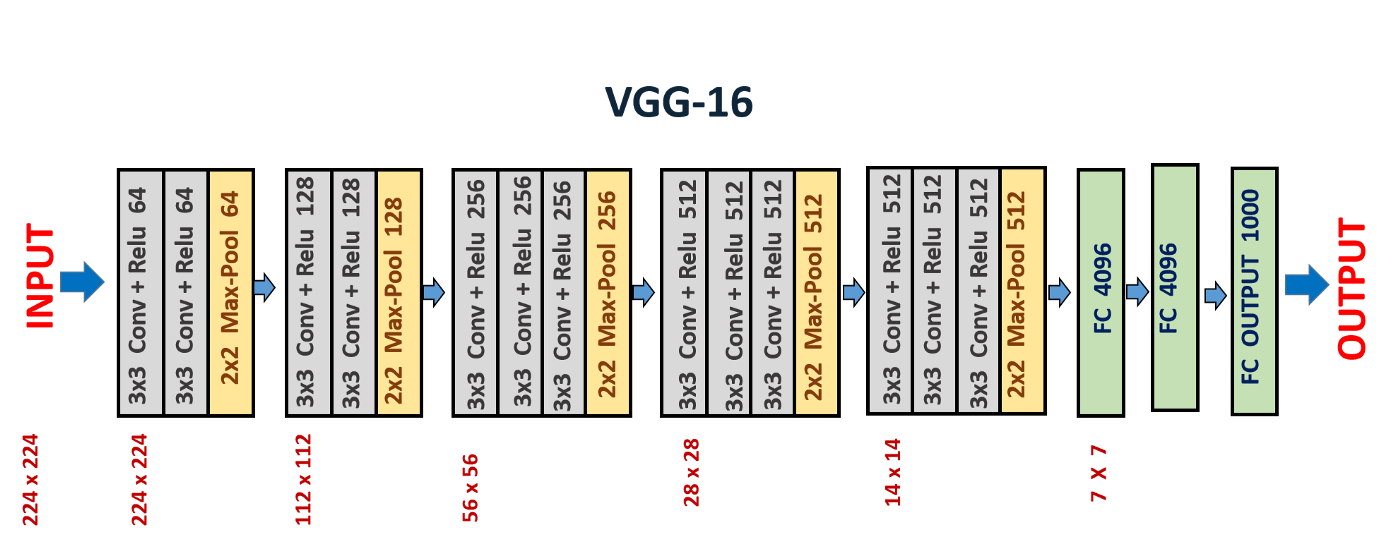 VGG-16
INPUT
3x3 Conv + Relu 64
3x3 Conv + Relu 64
2x2 Max-Pool 64
3x3 Conv + Relu 128
3x3 Conv + Relu 128
2x2 Max-Pool 128
3x3 Conv + Relu 256
3x3 Conv + Relu 256
3x3 Conv + Relu 256
2x2 Max-Pool 256
3x3 Conv + Relu 512
3x3 Conv + Relu 512
3x3 Conv + Relu 512
2x2 Max-Pool 512
3x3 Conv + Relu 512
3x3 Conv + Relu 512
3x3 Conv + Relu 512
2x2 Max-Pool 512
FC 4096
FC 4096
FC OUTPUT 1000
OUTPUT
224 x 224
224 x 224
112 x 112
56 x 56
28 x 28
14 x 14
7 X 7